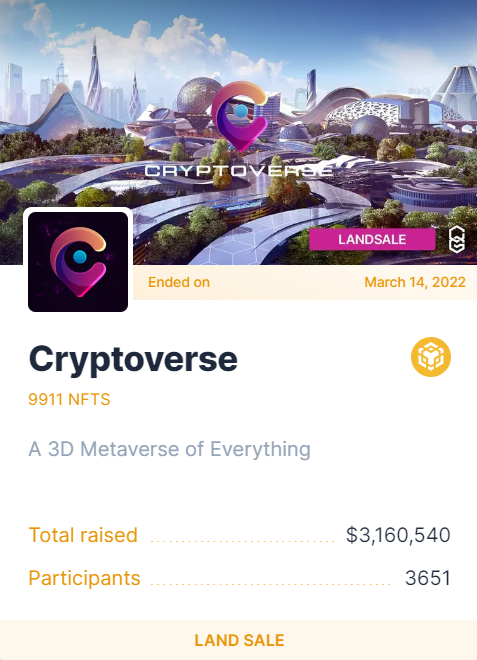 CRYPTOVERSE
LANDSALE
Ended on March 14, 2022
Cryptoverse
9911 NFTS
A 3D Metaverse of Everything
Total raised $3,160,540
Participants 3651
LAND SALE